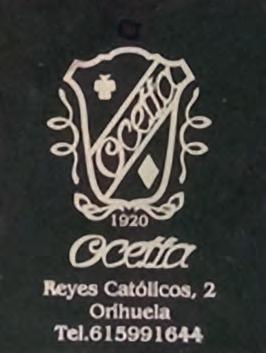 Ocetta
1920
Ocetta
Reyes Católicos, 2
Orihuela
Tel.615991644